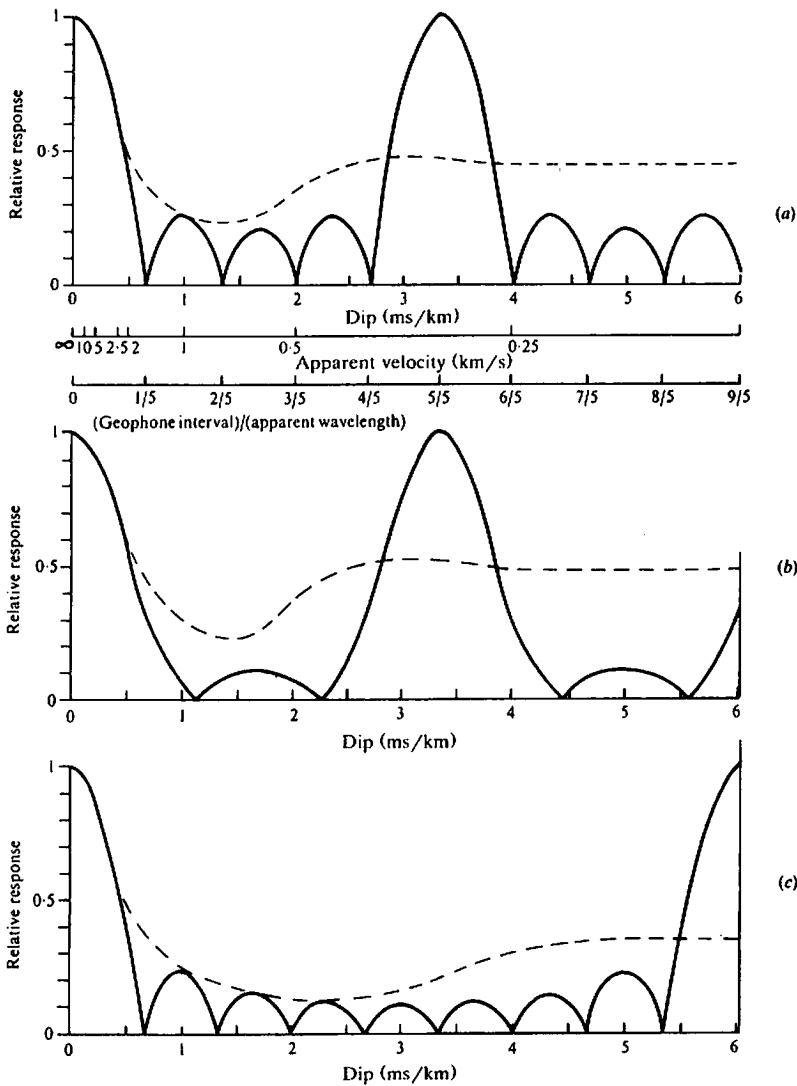 1
Relative response
0·5
(a)
0
0 1 2 3 4 5 6
Dip (ms/km)
∞ 10 5 2·5 2 1 0·5 0·25
Apparent velocity (km/s)
0 1/5 2/5 3/5 4/5 5/5 6/5 7/5 8/5 9/5
(Geophone interval)/(apparent wavelength)
1
Relative response
0·5
(b)
0
0 1 2 3 4 5 6
Dip (ms/km)
1
Relative response
0·5
(c)
0
0 1 2 3 4 5 6
Dip (ms/km)